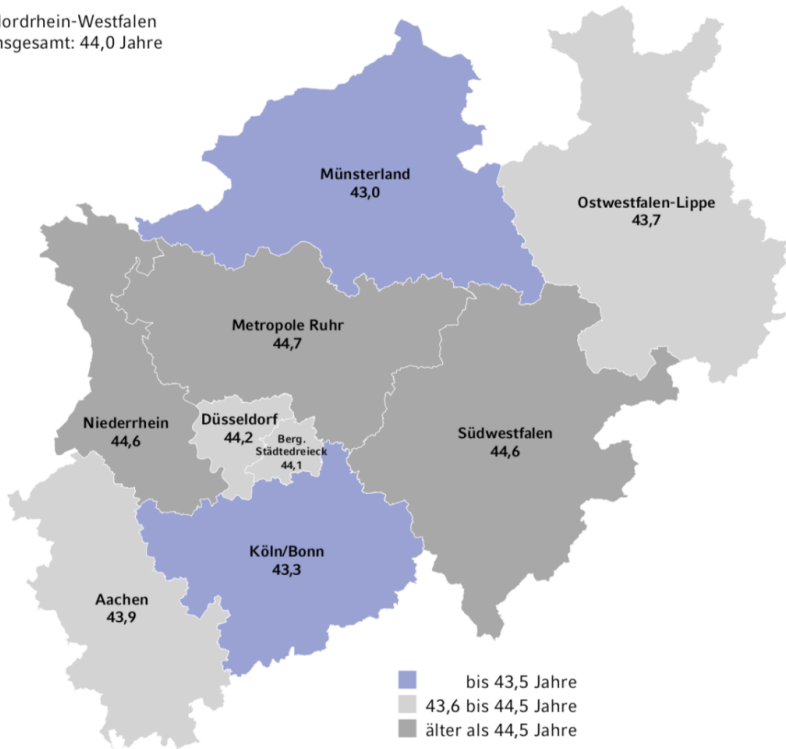 ordrhein-Westfalen
nsgesamt: 44,0 Jahre
Münsterland
43,0
Ostwestfalen-Lippe
43,7
Metropole Ruhr
44,7
Niederrhein
44,6
Düsseldorf
44,2
Berg.
Städtedreieck
44,1
Südwestfalen
44,6
Köln/Bonn
43,3
Aachen
43,9
bis 43,5 Jahre
43,6 bis 44,5 Jahre
älter als 44,5 Jahre